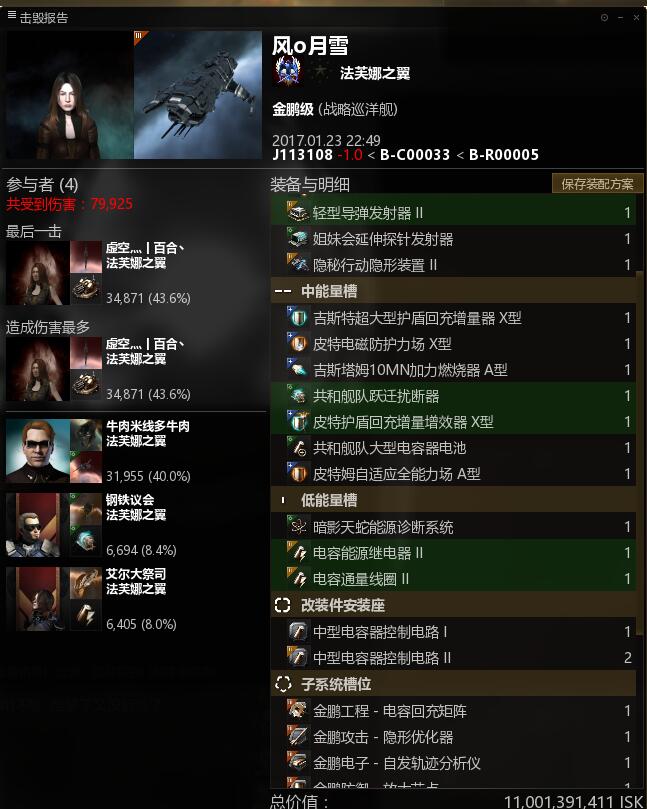 击毁报告
风o月雪
法芙娜之翼
金鹏级 (战略巡洋舰)
2017.01.23 22:49
J113108 -1.0 < B-C00033 < B-R00005
参与者 (4)
共受到伤害：79,925
最后一击
虚空灬丨百合丶
法芙娜之翼
34,871 (43.6%)
造成伤害最多
虚空灬丨百合丶
法芙娜之翼
34,871 (43.6%)
牛肉米线多牛肉
法芙娜之翼
31,955 (40.0%)
钢铁议会
法芙娜之翼
6,694 (8.4%)
艾尔大祭司
法芙娜之翼
6,405 (8.0%)
装备与明细
保存装配方案
轻型导弹发射器 II 1
姐妹会延伸探针发射器 1
隐秘行动隐形装置 II 1
中能量槽
吉斯特超大型护盾回充增量器 X型 1
皮特电磁防护力场 X型 1
吉斯塔姆10MN加力燃烧器 A型 1
共和舰队跃迁扰断器 1
皮特护盾回充增量增效器 X型 1
共和舰队大型电容器电池 1
皮特姆自适应全能力场 A型 1
低能量槽
暗影天蛇能源诊断系统 1
电容能源继电器 II 1
电容通量线圈 II 1
改装件安装座
中型电容器控制电路 I 1
中型电容器控制电路 II 2
子系统槽位
金鹏工程 - 电容回充矩阵 1
金鹏攻击 - 隐形优化器 1
金鹏电子 - 自发轨迹分析仪 1
金鹏防御 - 放大节点 1
总价值： 11,001,391,411 ISK